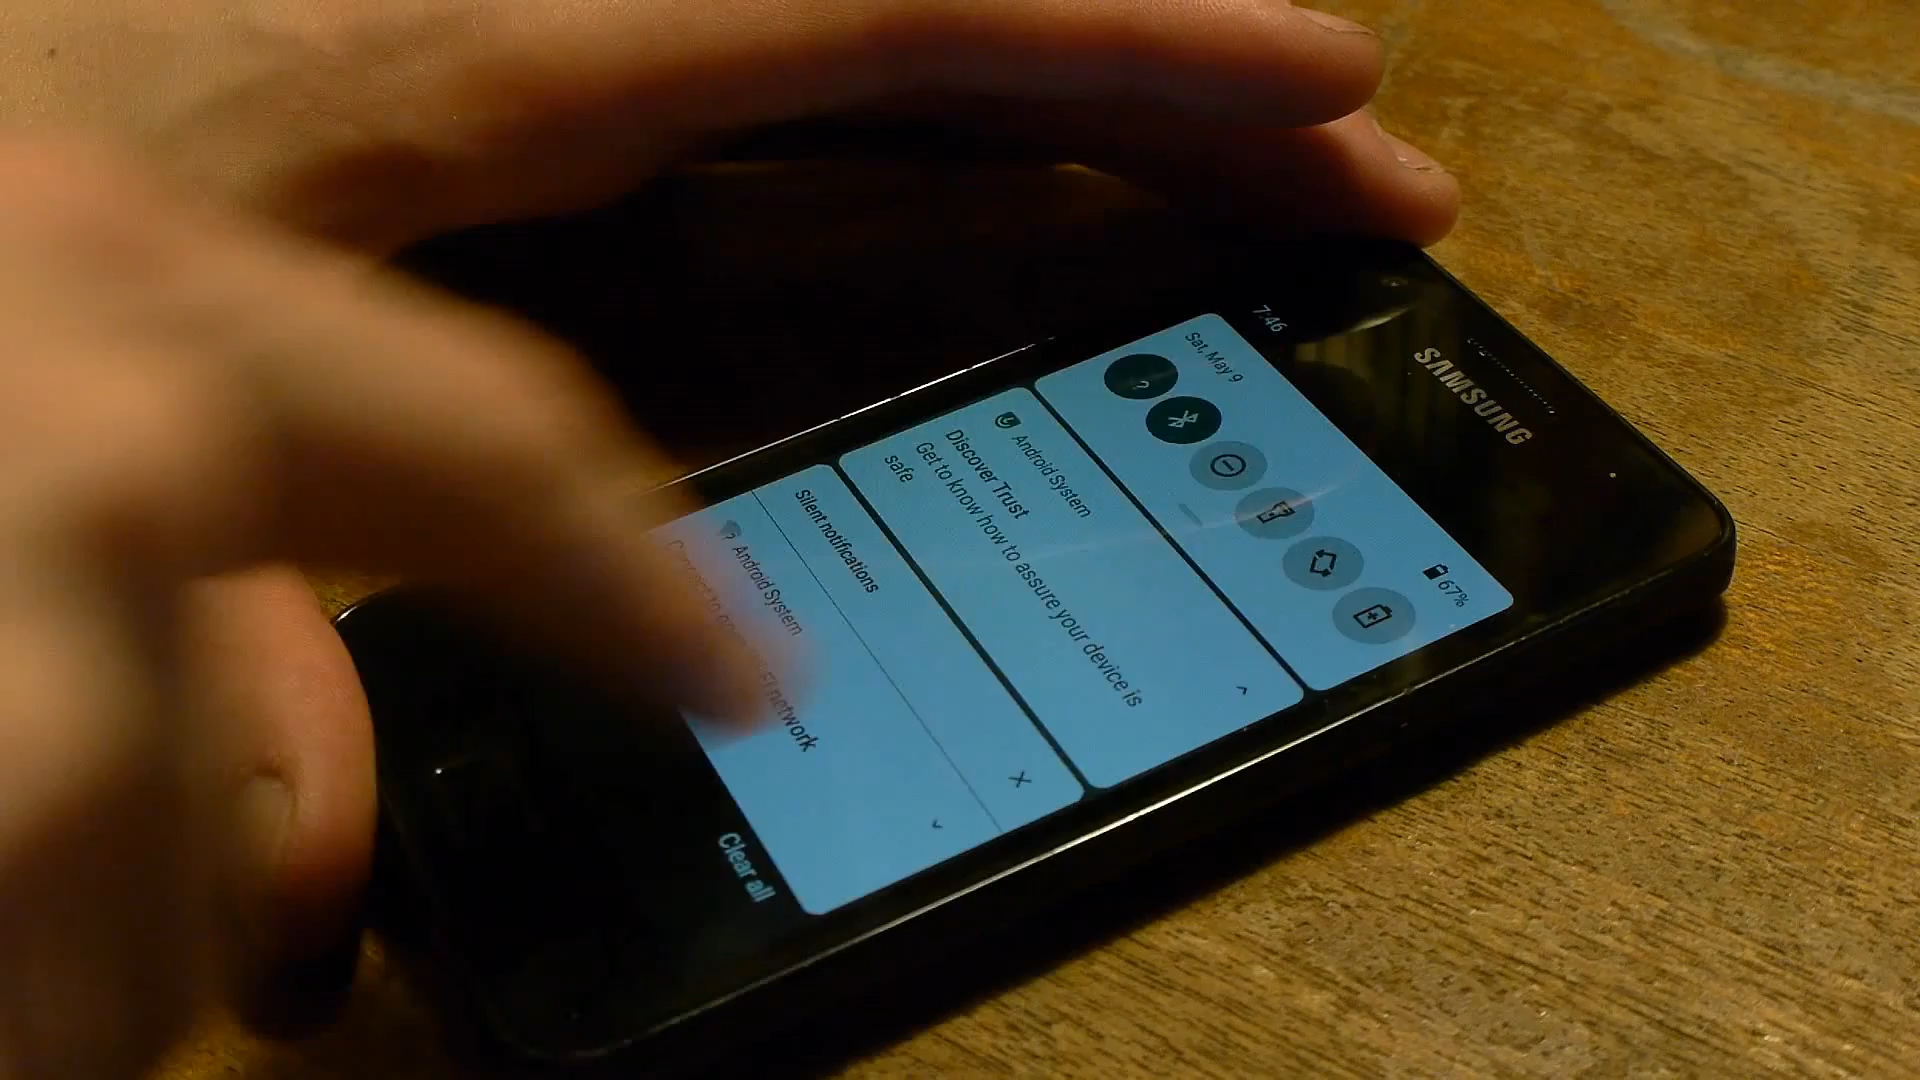 SAMSUNG
7:46
Sat, May 9
67%
Android System
Discover Trust
Get to know how to assure your device is
safe
Silent notifications
Android System
network
Clear all